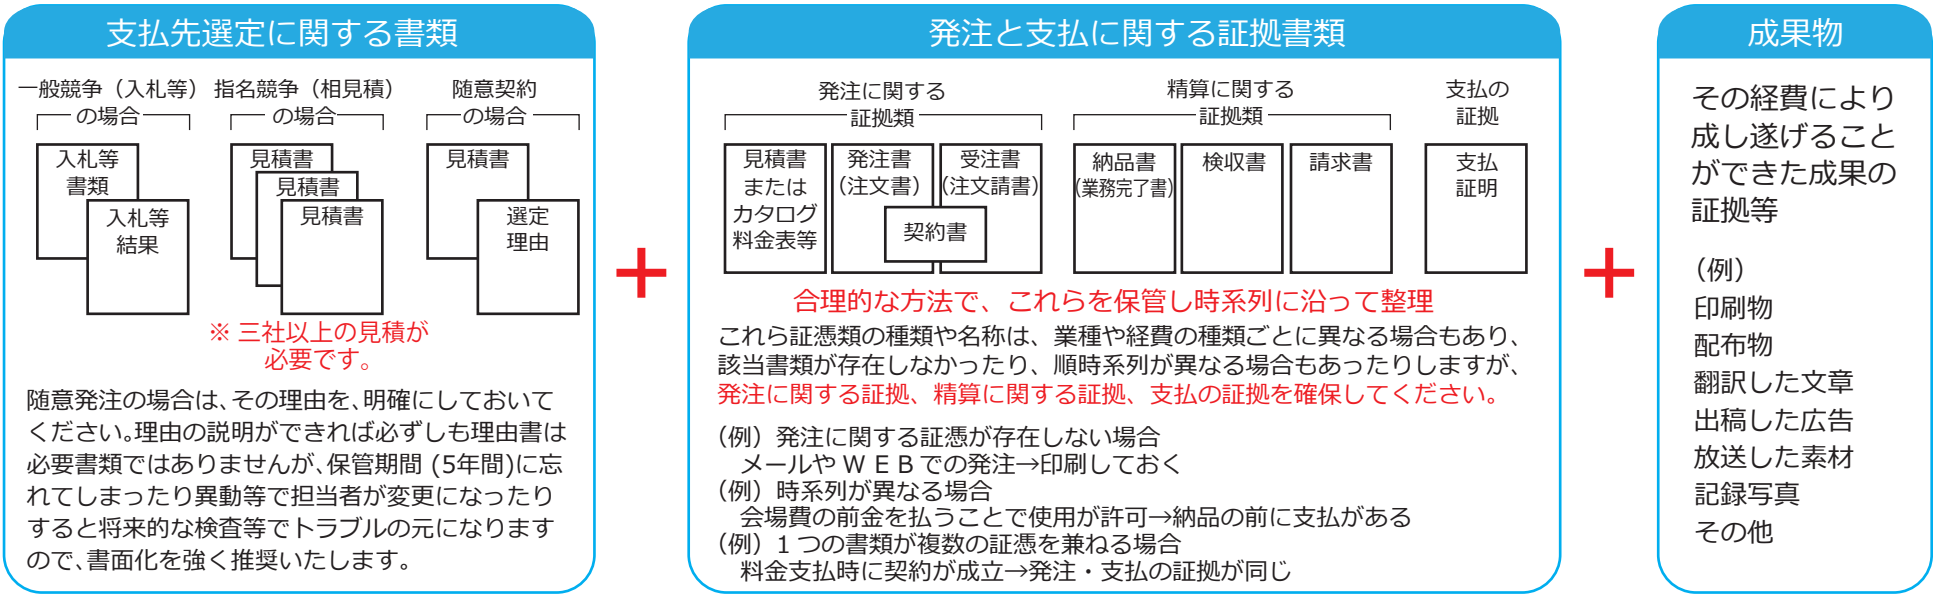 支払先選定に関する書類
一般競争（入札等）
の場合
入札等
書類
入札等
結果
指名競争（相見積）
の場合
見積書
見積書
見積書
※ 三社以上の見積が
必要です。
随意契約
の場合
見積書
選定
理由
随意発注の場合は、その理由を、明確にしておいて
ください。理由の説明ができれば必ずしも理由書は
必要書類ではありませんが、保管期間 (5年間)に忘
れてしまったり異動等で担当者が変更になったり
すると将来的な検査等でトラブルの元になります
ので、書面化を強く推奨いたします。
+
発注と支払に関する証拠書類
発注に関する
証拠類
見積書
または
カタログ
料金表等
発注書
（注文書）
受注書
(注文請書)
契約書
精算に関する
証拠類
納品書
(業務完了書)
検収書
請求書
支払の
証拠
支払
証明
合理的な方法で、これらを保管し時系列に沿って整理
これら証憑類の種類や名称は、業種や経費の種類ごとに異なる場合もあり、
該当書類が存在しなかったり、順時系列が異なる場合もあったりしますが、
発注に関する証拠、精算に関する証拠、支払の証拠を確保してください。
（例）発注に関する証憑が存在しない場合
メールやＷＥＢでの発注→印刷しておく
（例）時系列が異なる場合
会場費の前金を払うことで使用が許可→納品の前に支払がある
（例）１つの書類が複数の証憑を兼ねる場合
料金支払時に契約が成立→発注・支払の証拠が同じ
+
成果物
その経費により
成し遂げること
ができた成果の
証拠等
（例）
印刷物
配布物
翻訳した文章
出稿した広告
放送した素材
記録写真
その他